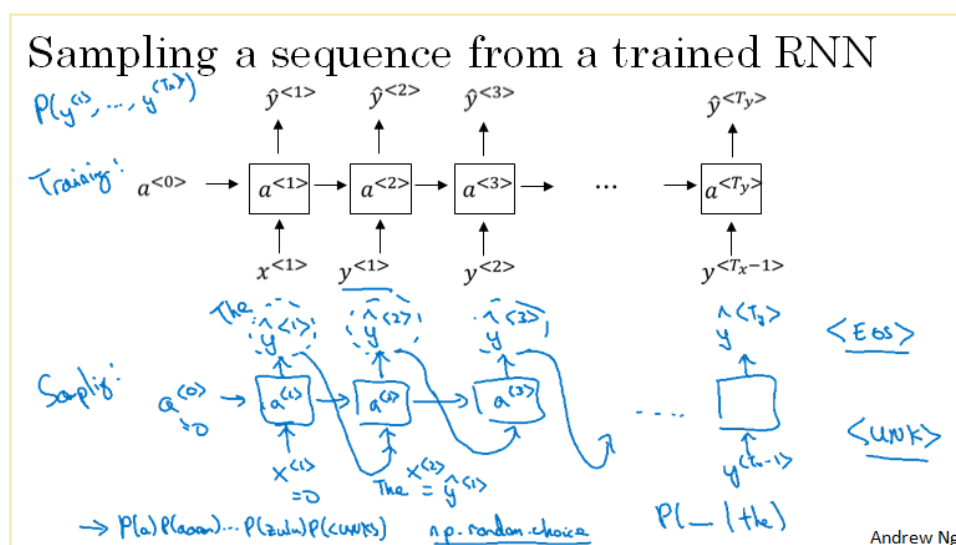 Sampling a sequence from a trained RNN
P(y<1>, ..., y<Tx>)
ŷ<1> ŷ<2> ŷ<3> ŷ<Ty>
Training:
a<0> a<1> a<2> a<3> ... a<Ty>
x<1> y<1> y<2> y<Tx−1>
The
ŷ<1> ŷ<2> ŷ<3> ŷ<Ty> <EOS>
Sampling:
a<0> a<1> a<2> a<3> ....
=0
<UNK>
x<1> x<2> y<Tx-1>
=0 The = ŷ<1>
→ P(a) P(aaron) ... P(zulu) P(<UNK>) np.random.choice P(_ | the)
Andrew Ng